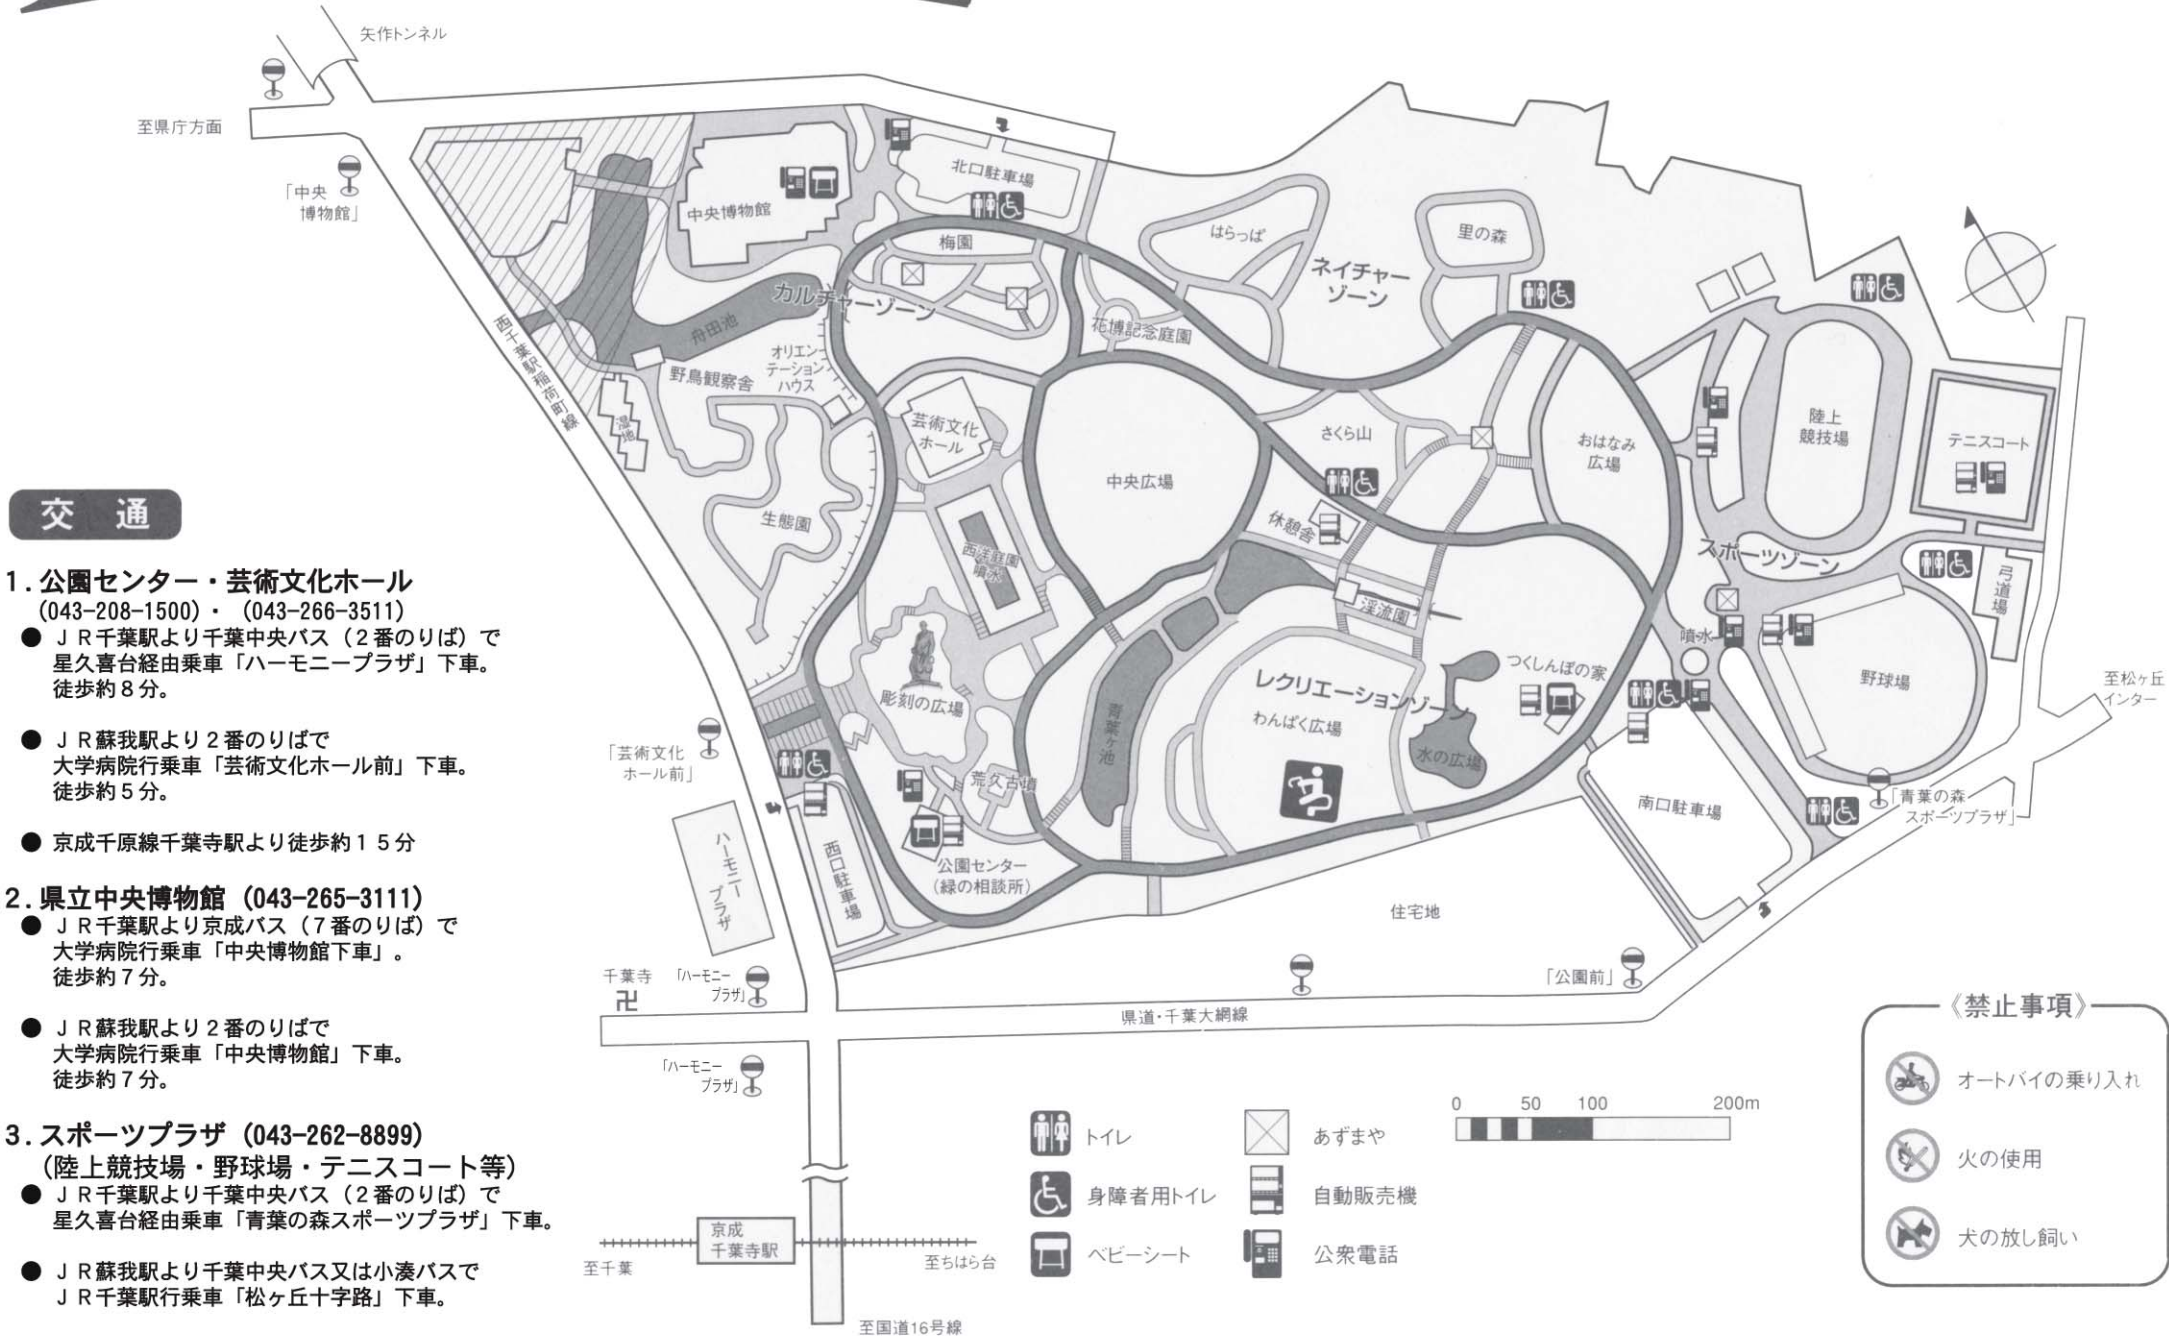 矢作トンネル
至県庁方面
「中央
博物館」
北口駐車場
中央博物館
梅園
はらっぱ
里の森
ネイチャー
ゾーン
カルチャーゾーン
舟田池
花博記念庭園
オリエン
テーション
ハウス
野鳥観察舎
西千葉駅稲荷町線
湿地
芸術文化
ホール
さくら山
おはなみ
広場
陸上
競技場
テニスコート
中央広場
生態園
休憩舎
西洋庭園
噴水
スポーツゾーン
弓道場
渓流園
噴水
つくしんぼの家
レクリエーションゾーン
わんぱく広場
水の広場
野球場
至松ヶ丘
インター
彫刻の広場
青葉ヶ池
「芸術文化
ホール前」
荒久古墳
南口駐車場
「青葉の森
スポーツプラザ」
ハーモニー
プラザ
西口駐車場
公園センター
(緑の相談所)
住宅地
千葉寺
「ハーモニー
プラザ」
「公園前」
県道・千葉大網線
「ハーモニー
プラザ」
京成
千葉寺駅
至千葉
至ちはら台
至国道16号線
交 通
1.公園センター・芸術文化ホール
(043-208-1500)・(043-266-3511)
● JR千葉駅より千葉中央バス(2番のりば)で
星久喜台経由乗車「ハーモニープラザ」下車。
徒歩約8分。
● JR蘇我駅より2番のりばで
大学病院行乗車「芸術文化ホール前」下車。
徒歩約5分。
● 京成千原線千葉寺駅より徒歩約15分
2.県立中央博物館(043-265-3111)
● JR千葉駅より京成バス(7番のりば)で
大学病院行乗車「中央博物館下車」。
徒歩約7分。
● JR蘇我駅より2番のりばで
大学病院行乗車「中央博物館」下車。
徒歩約7分。
3.スポーツプラザ(043-262-8899)
(陸上競技場・野球場・テニスコート等)
● JR千葉駅より千葉中央バス(2番のりば)で
星久喜台経由乗車「青葉の森スポーツプラザ」下車。
● JR蘇我駅より千葉中央バス又は小湊バスで
JR千葉駅行乗車「松ヶ丘十字路」下車。
トイレ
身障者用トイレ
ベビーシート
あずまや
自動販売機
公衆電話
0 50 100 200m
《禁止事項》
オートバイの乗り入れ
火の使用
犬の放し飼い